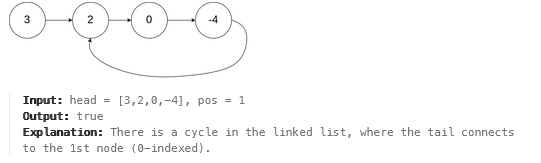 3 2 0 -4
Input: head = [3,2,0,-4], pos = 1
Output: true
Explanation: There is a cycle in the linked list, where the tail connects
to the 1st node (0-indexed).